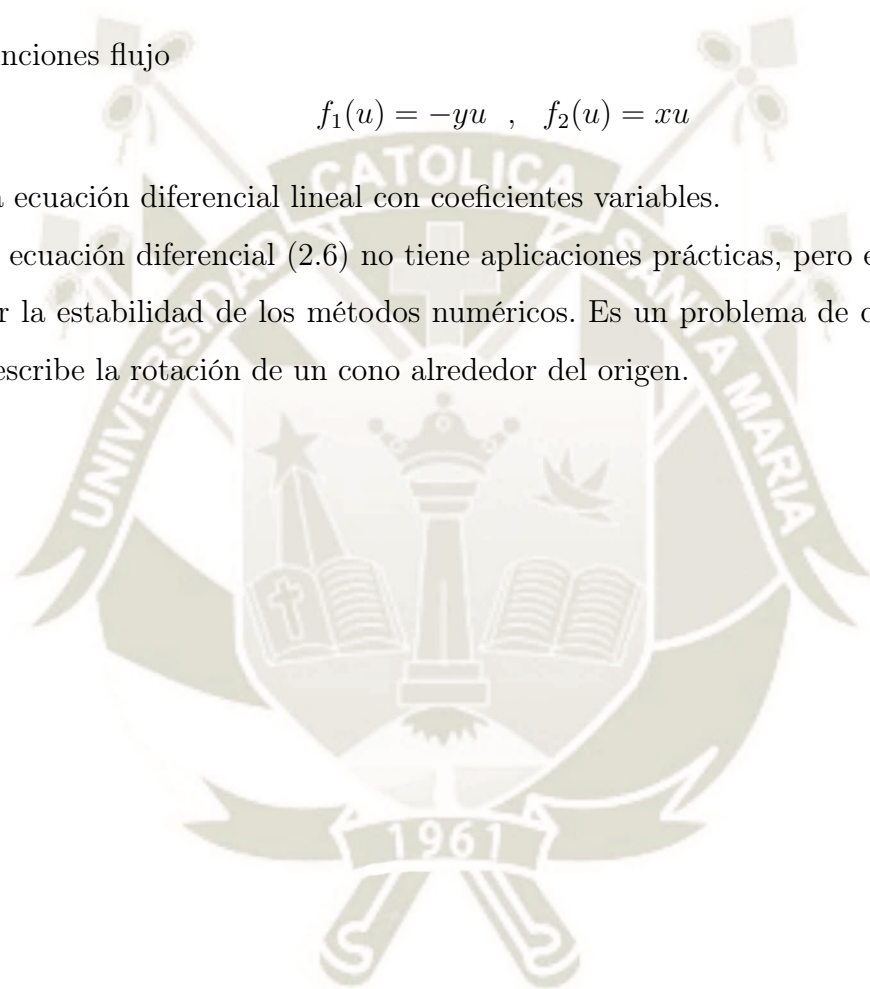 nciones flujo
f₁(u) = −yu , f₂(u) = xu
ecuación diferencial lineal con coeficientes variables.
ecuación diferencial (2.6) no tiene aplicaciones prácticas, pero e
r la estabilidad de los métodos numéricos. Es un problema de
escribe la rotación de un cono alrededor del origen.
UNIVERSIDAD CATOLICA SANTA MARIA
1961